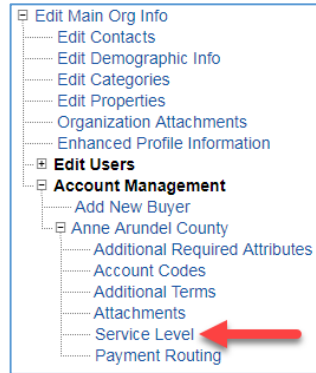 Edit Main Org Info
Edit Contacts
Edit Demographic Info
Edit Categories
Edit Properties
Organization Attachments
Enhanced Profile Information
Edit Users
Account Management
Add New Buyer
Anne Arundel County
Additional Required Attributes
Account Codes
Additional Terms
Attachments
Service Level
Payment Routing